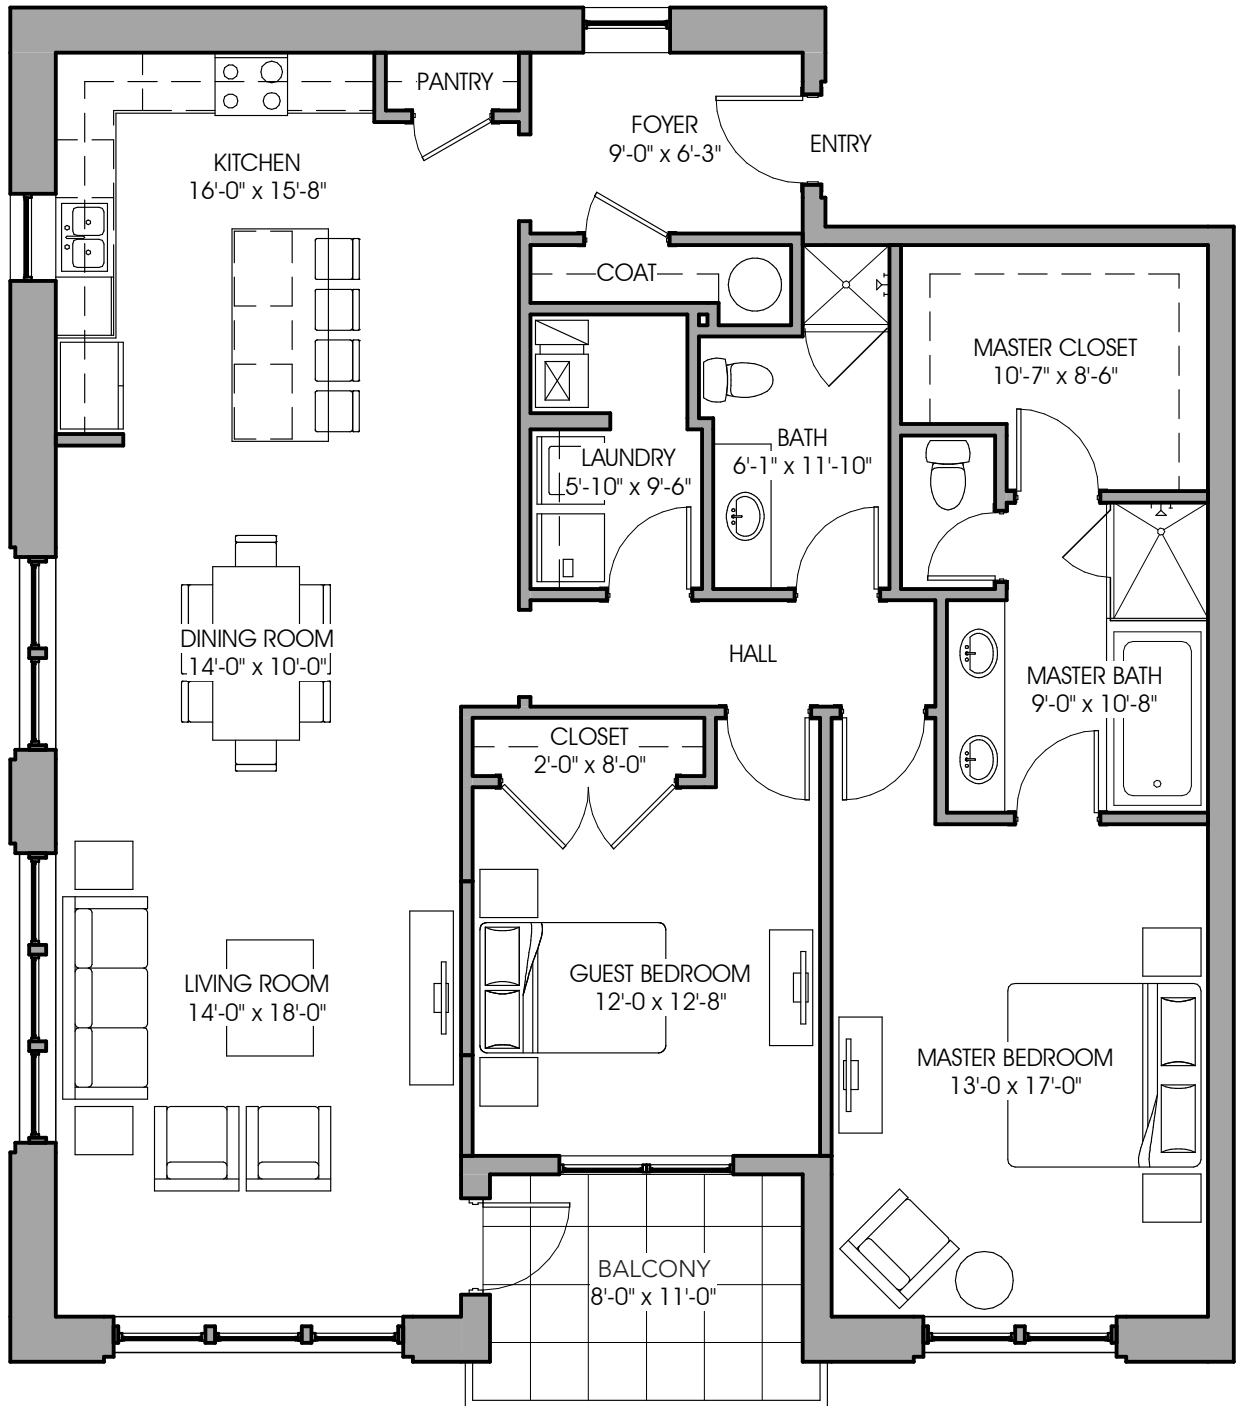 PANTRY
FOYER
9'-0" x 6'-3"
ENTRY
KITCHEN
16'-0" x 15'-8"
COAT
MASTER CLOSET
10'-7" x 8'-6"
BATH
6'-1" x 11'-10"
LAUNDRY
5'-10" x 9'-6"
DINING ROOM
14'-0" x 10'-0"
HALL
MASTER BATH
9'-0" x 10'-8"
CLOSET
2'-0" x 8'-0"
LIVING ROOM
14'-0" x 18'-0"
GUEST BEDROOM
12'-0 x 12'-8"
MASTER BEDROOM
13'-0 x 17'-0"
BALCONY
8'-0" x 11'-0"